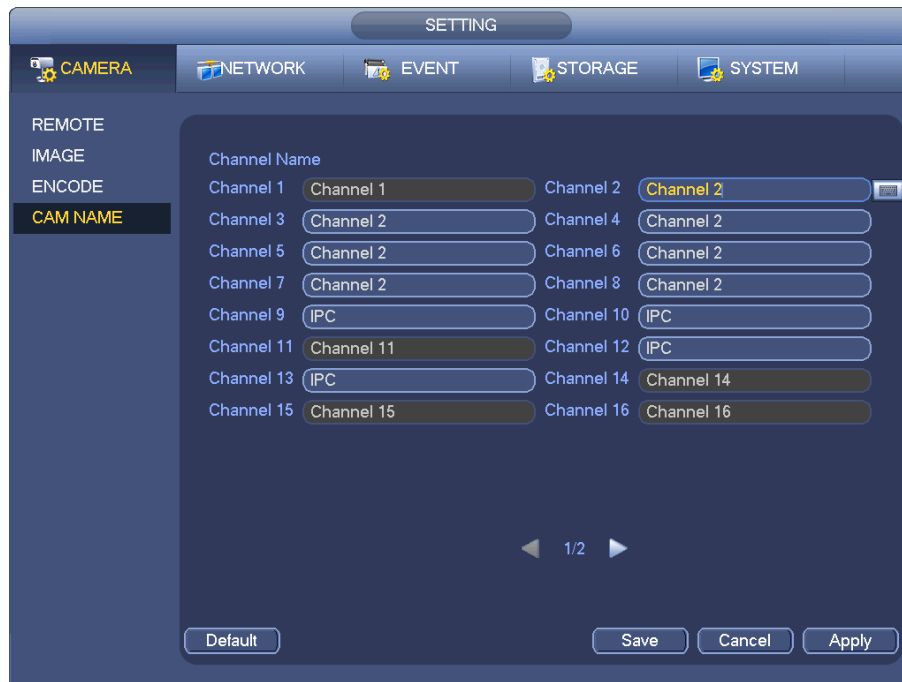 SETTING
CAMERA NETWORK EVENT STORAGE SYSTEM
REMOTE
IMAGE
ENCODE
CAM NAME
Channel Name
Channel 1 Channel 1 Channel 2 Channel 2
Channel 3 Channel 2 Channel 4 Channel 2
Channel 5 Channel 2 Channel 6 Channel 2
Channel 7 Channel 2 Channel 8 Channel 2
Channel 9 IPC Channel 10 IPC
Channel 11 Channel 11 Channel 12 IPC
Channel 13 IPC Channel 14 Channel 14
Channel 15 Channel 15 Channel 16 Channel 16
1/2
Default Save Cancel Apply